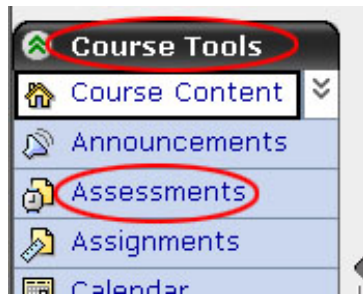 Course Tools
Course Content
Announcements
Assessments
Assignments
Calendar